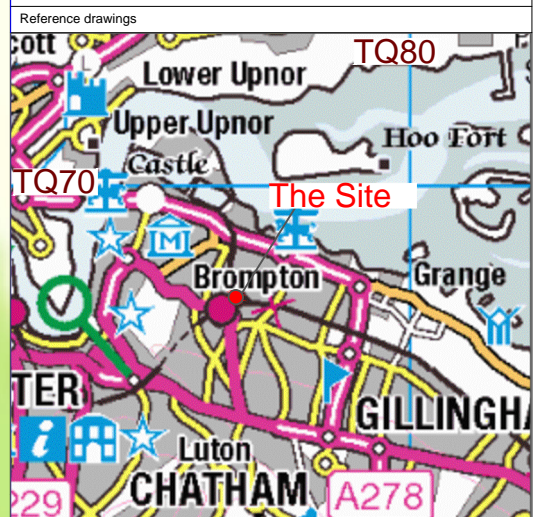 Reference drawings
cott
TQ80
Lower Upnor
Upper Upnor
Hoo Fort
Castle
TQ70
The Site
M
Brompton
Grange
TER
GILLINGHA
i
Luton
CHATHAM
A278
229